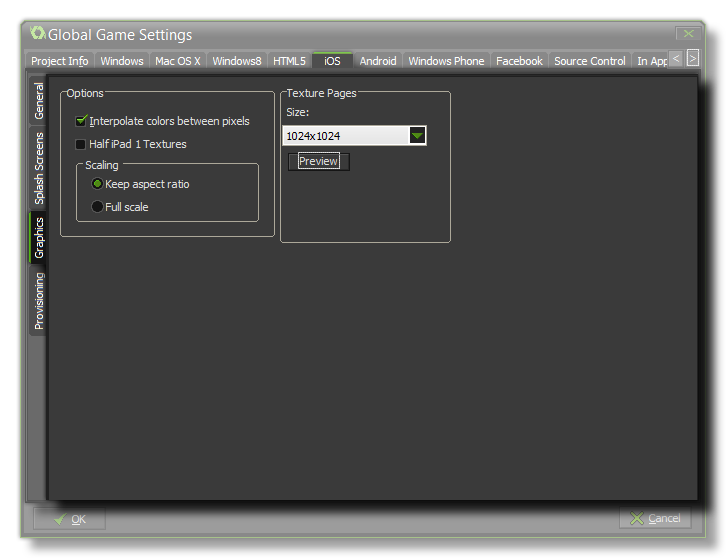 Global Game Settings
Project Info Windows Mac OS X Windows8 HTML5 iOS Android Windows Phone Facebook Source Control In App
General
Splash Screens
Graphics
Provisioning
Options
Interpolate colors between pixels
Half iPad 1 Textures
Scaling
Keep aspect ratio
Full scale
Texture Pages
Size:
1024x1024
Preview
OK
Cancel